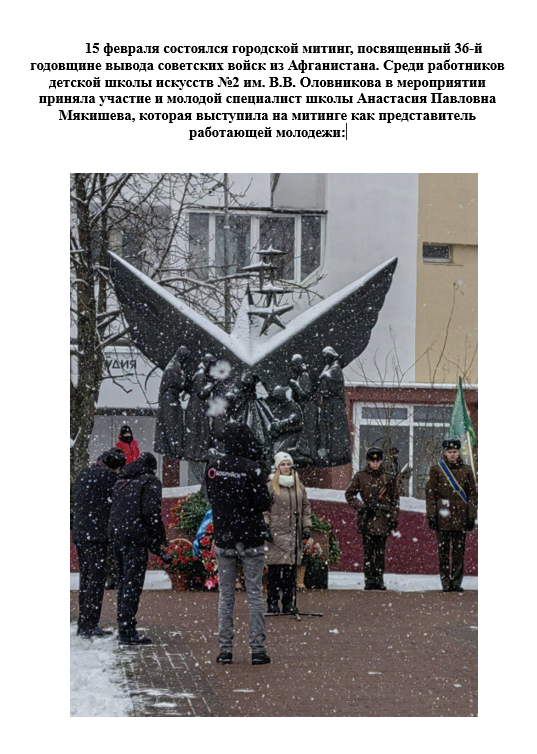 15 февраля состоялся городской митинг, посвященный 36-й
годовщине вывода советских войск из Афганистана. Среди работников
детской школы искусств №2 им. В.В. Оловникова в мероприятии
приняла участие и молодой специалист школы Анастасия Павловна
Мякишева, которая выступила на митинге как представитель
работающей молодежи:
УДИЯ
БОБРУЙСК